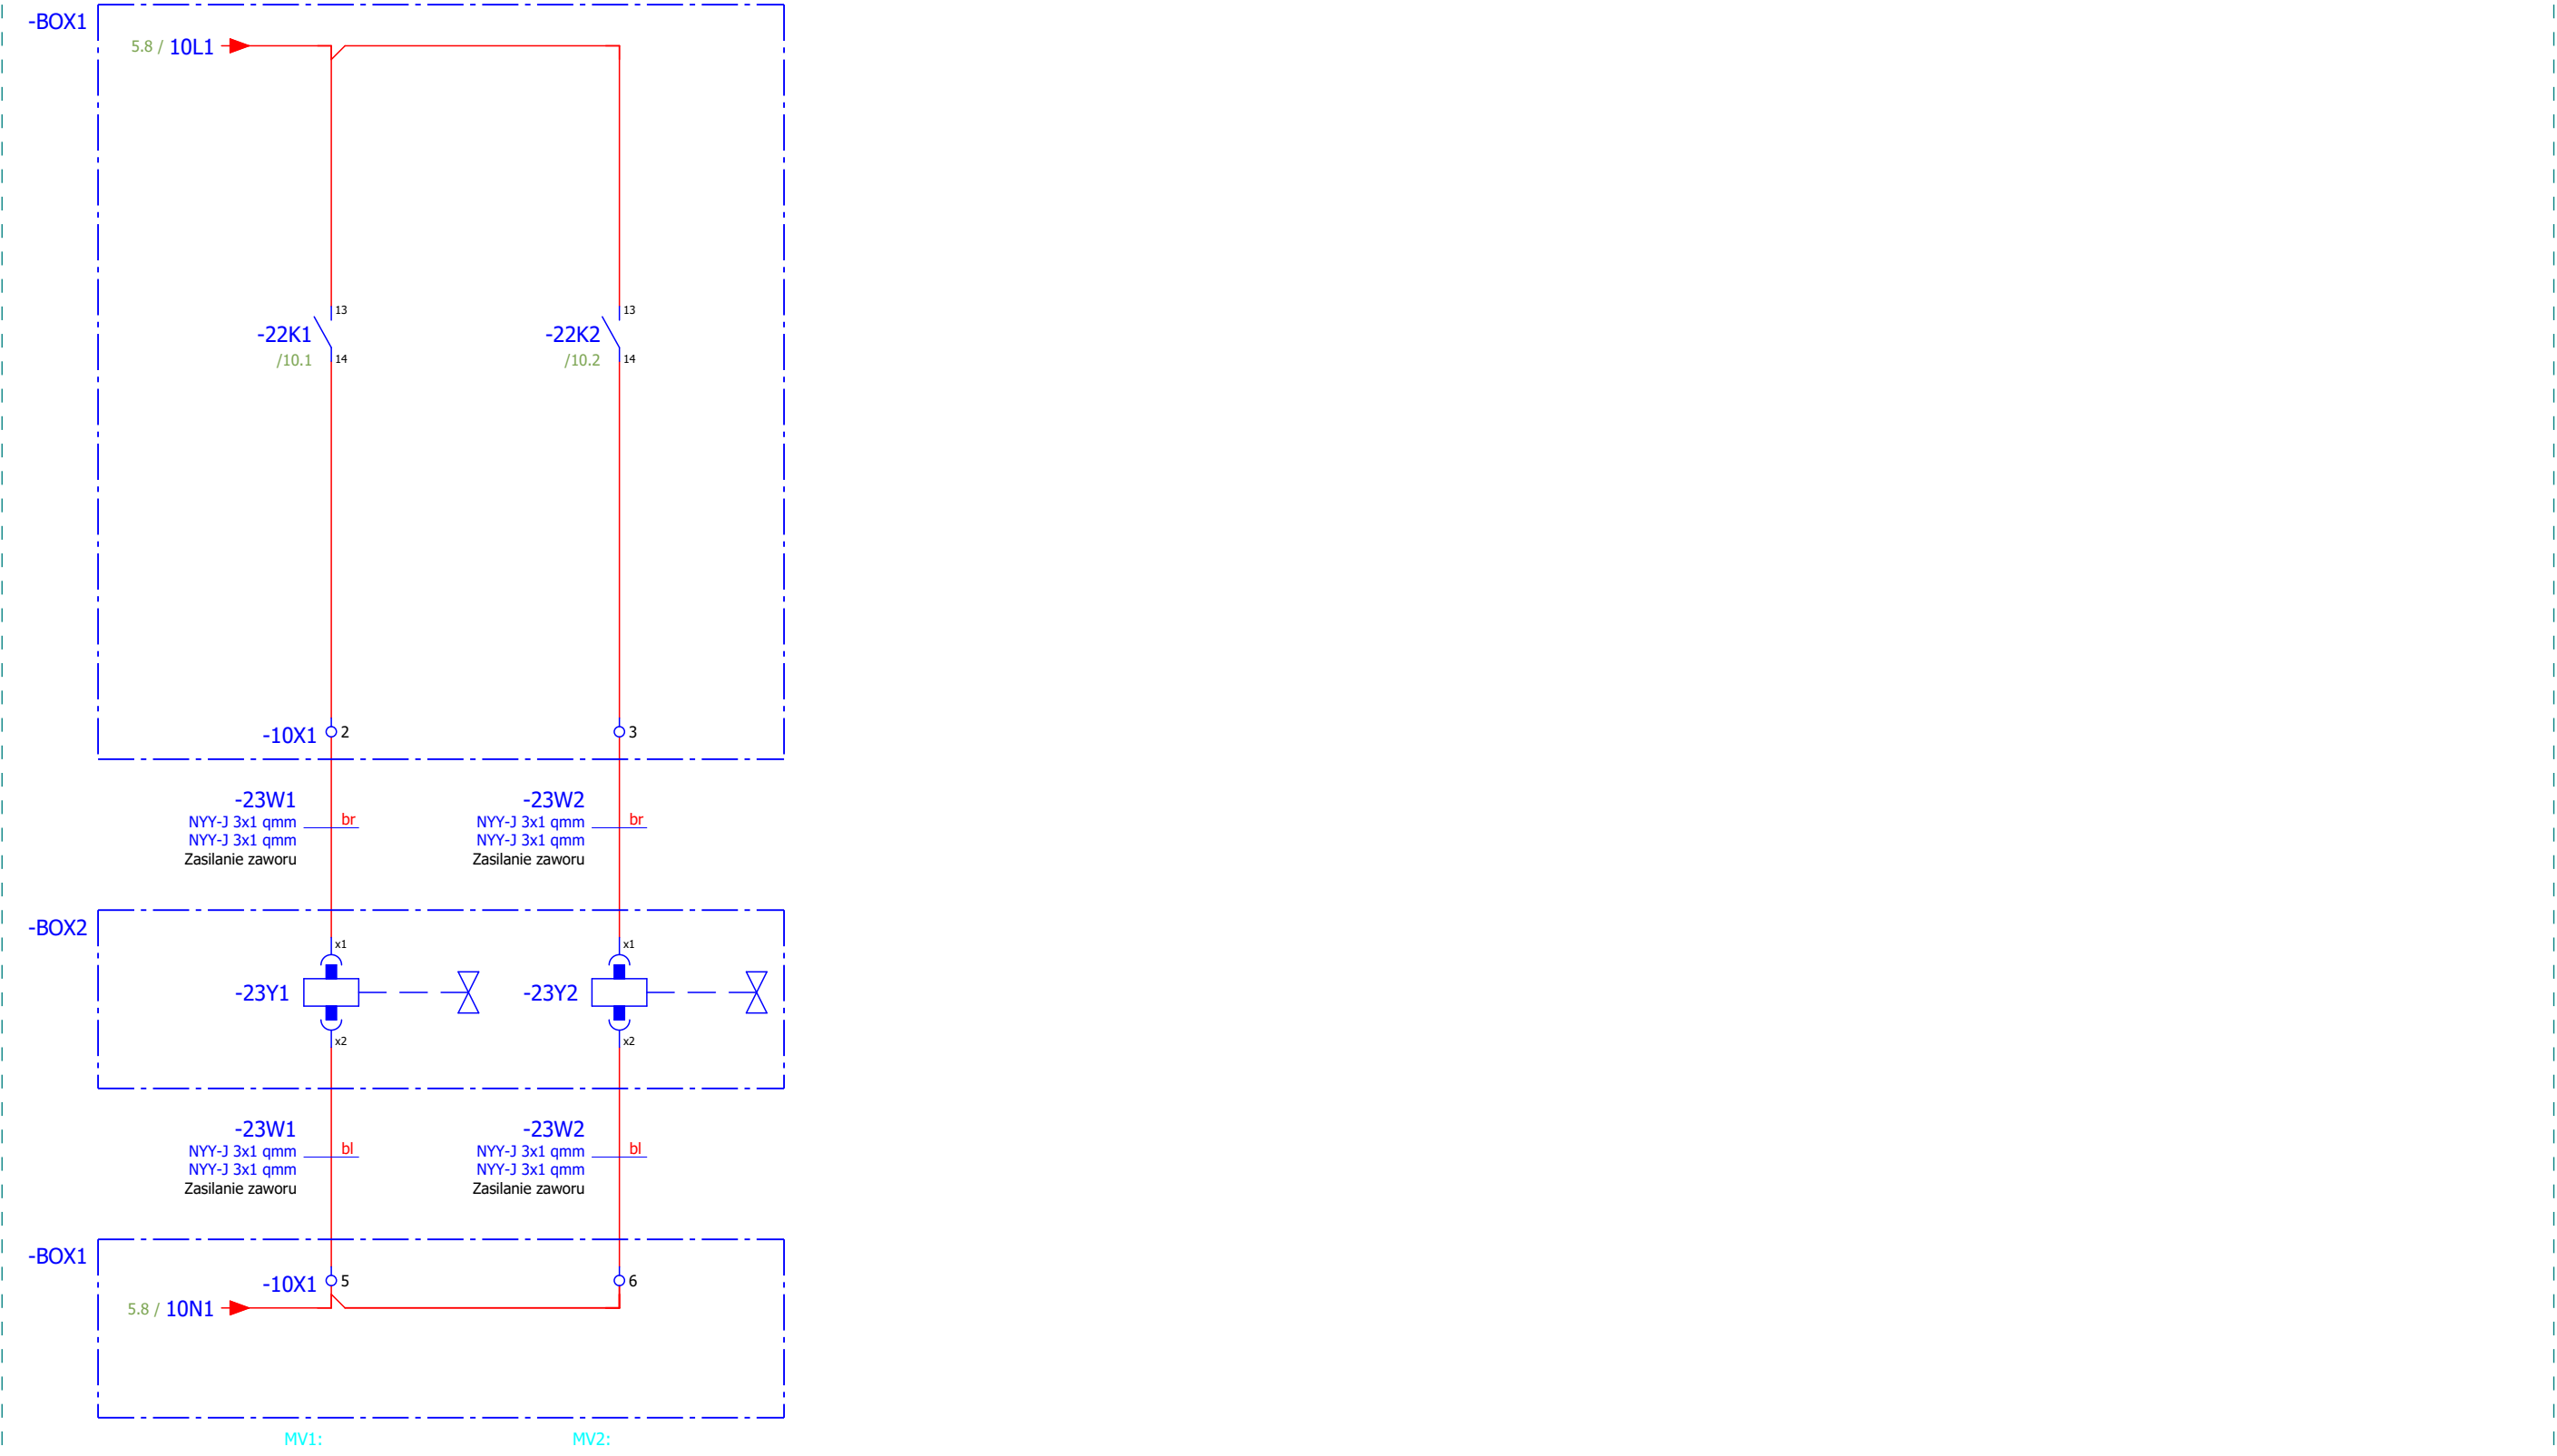 -BOX1
5.8 / 10L1
13 13
-22K1 -22K2
/10.1 14 /10.2 14
-10X1 2 3
-23W1 -23W2
NYY-J 3x1 qmm br NYY-J 3x1 qmm br
NYY-J 3x1 qmm NYY-J 3x1 qmm
Zasilanie zaworu Zasilanie zaworu
-BOX2
x1 x1
-23Y1 -23Y2
x2 x2
-23W1 -23W2
NYY-J 3x1 qmm bl NYY-J 3x1 qmm bl
NYY-J 3x1 qmm NYY-J 3x1 qmm
Zasilanie zaworu Zasilanie zaworu
-BOX1
-10X1 5 6
5.8 / 10N1
MV1: MV2: